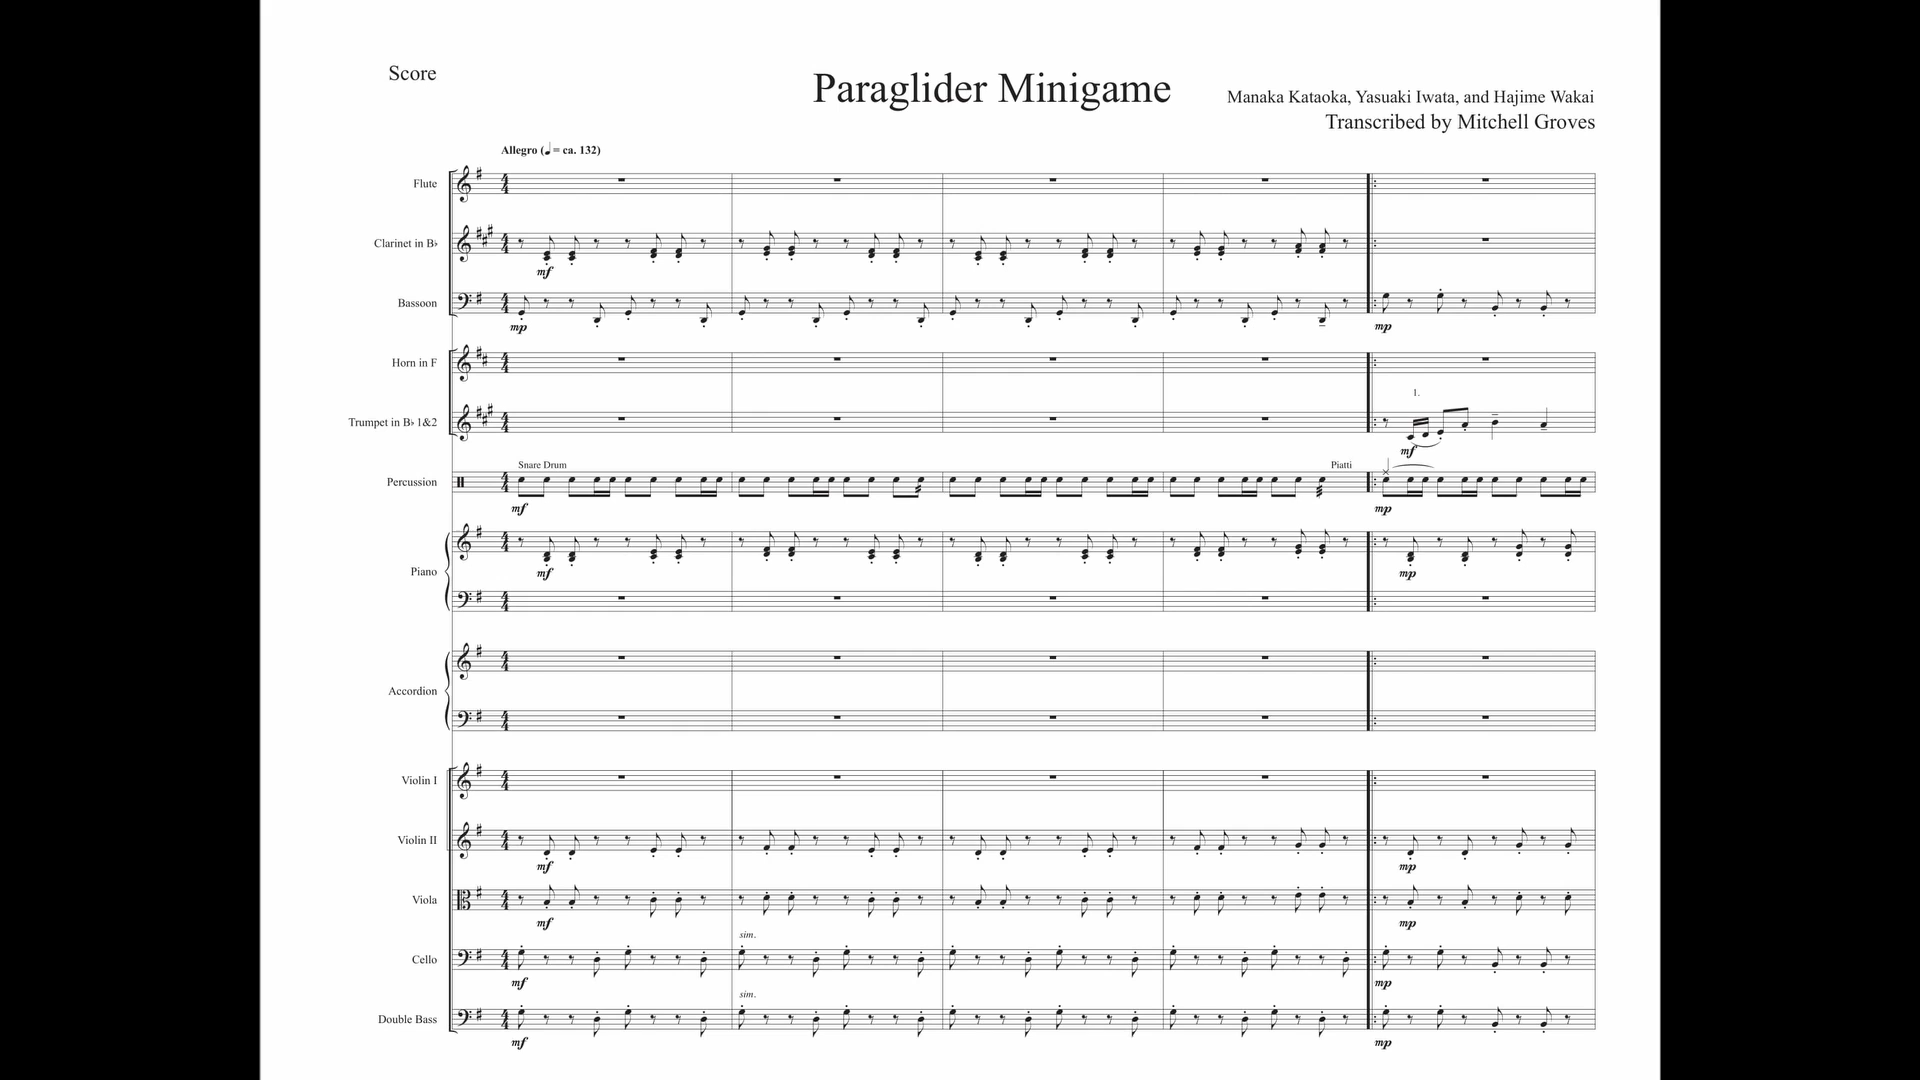 Score
Paraglider Minigame
Manaka Kataoka, Yasuaki Iwata, and Hajime Wakai
Transcribed by Mitchell Groves
Allegro (♩ = ca. 132)
Flute
Clarinet in B♭
mf
Bassoon
mp
mp
Horn in F
1.
Trumpet in B♭ 1&2
mf
Snare Drum
Piatti
Percussion
mf
mp
mf
mp
Piano
Accordion
Violin I
Violin II
mf
mp
Viola
mf
mp
sim.
Cello
mf
mp
sim.
Double Bass
mf
mp